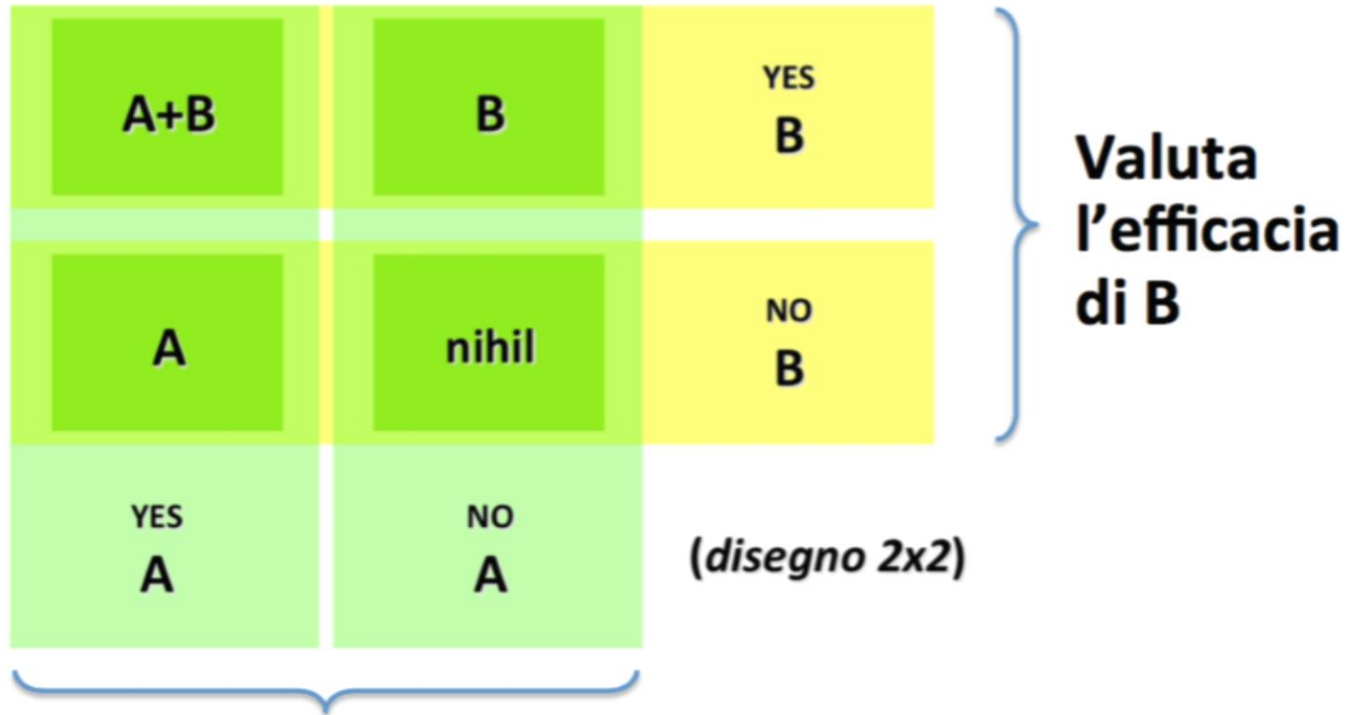 A+B
B
YES
B
Valuta
l’efficacia
di B
A
nihil
NO
B
YES
A
NO
A
(disegno 2x2)